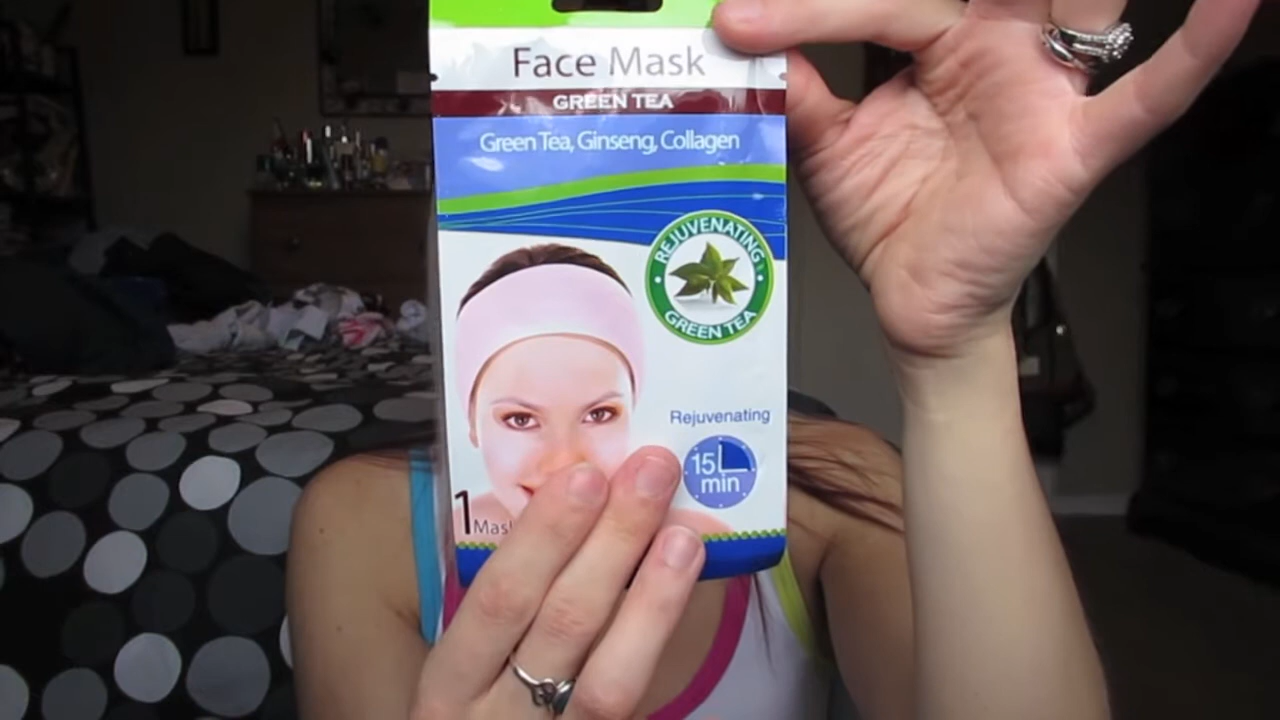 Face Mask
GREEN TEA
Green Tea, Ginseng, Collagen
REJUVENATING
GREEN TEA
Rejuvenating
15
min
1